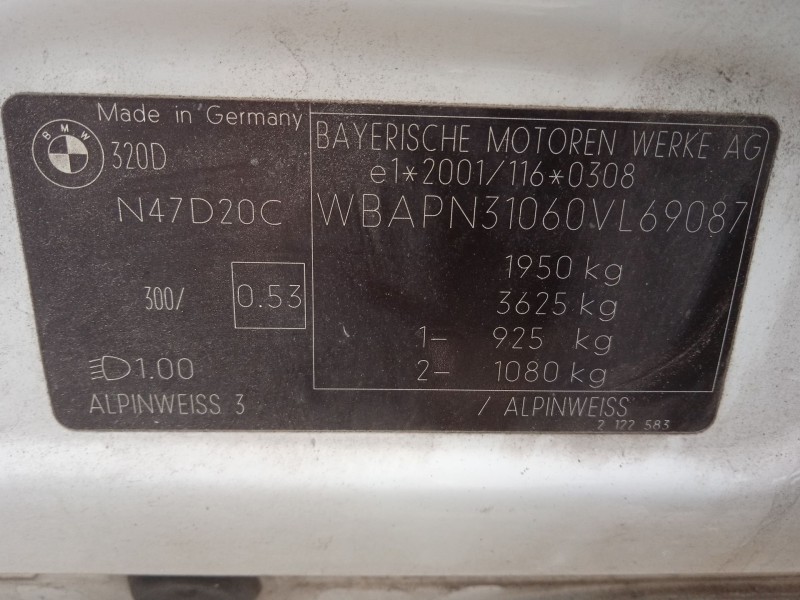 Made in Germany
BMW
320D
N47D20C
300/
0.53
1.00
ALPINWEISS 3
BAYERISCHE MOTOREN WERKE AG
e1*2001/116*0308
WBAPN31060VL69087
1950 kg
3625 kg
1- 925 kg
2- 1080 kg
/ ALPINWEISS
2 122 583